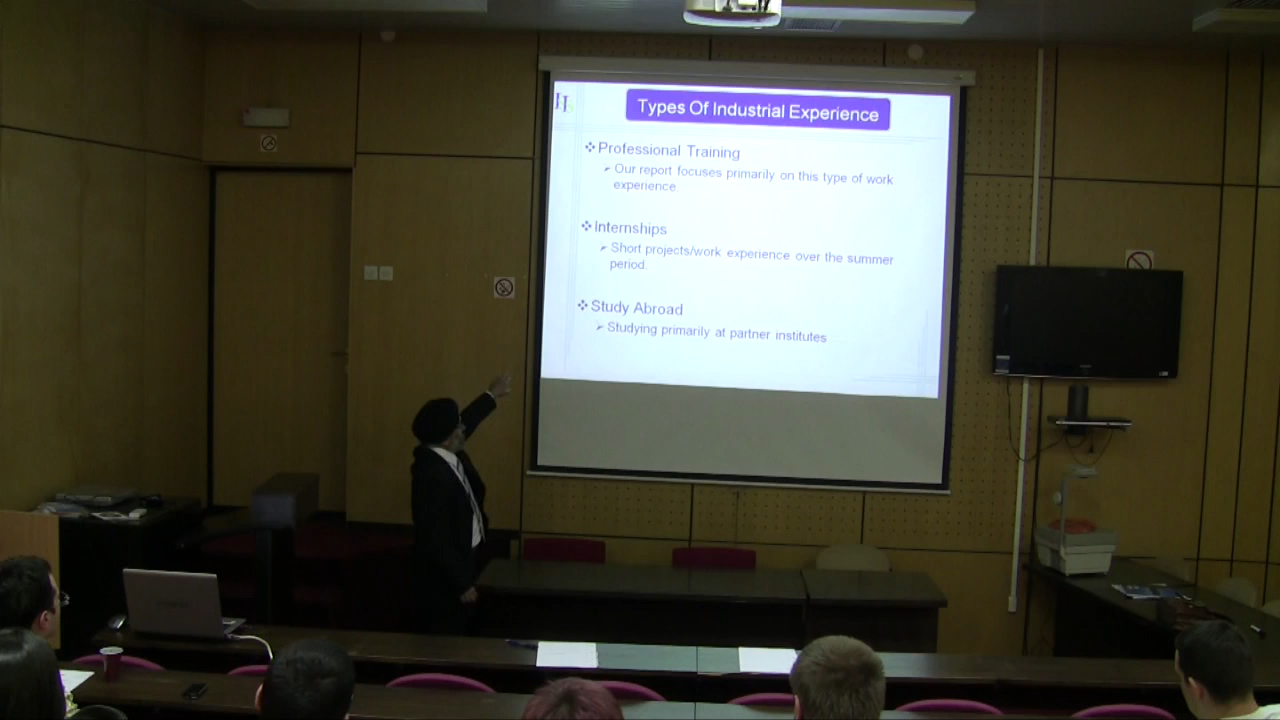 Types Of Industrial Experience
Professional Training
Our report focuses primarily on this type of work
experience.
Internships
Short projects/work experience over the summer
period.
Study Abroad
Studying primarily at partner institutes